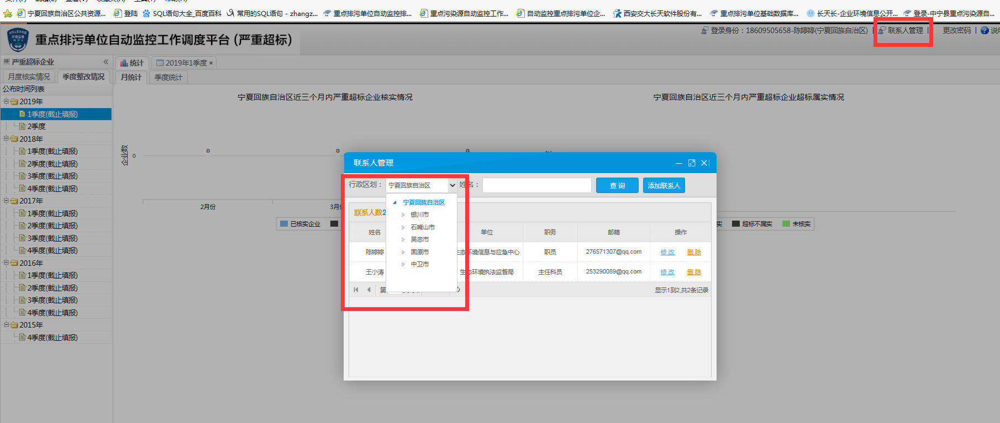 宁夏回族自治区公共资源...
登陆
SQL语句大全_百度百科
常用的SQL语句 - zhangz...
重点排污单位自动监控排...
重点污染源自动监控工作...
自动监控重点排污单位企...
西安交大长天软件股份有...
重点排污单位基础数据库...
长天长-企业环境信息公开...
登录-中宁县重点污染源自...
重点排污单位自动监控工作调度平台 (严重超标)
登录身份：18609505658-陈婷婷(宁夏回族自治区) | 联系人管理 | 更改密码 |
严重超标企业
统计
2019年1季度
月度核实情况
季度整改情况
月统计
季度统计
公布时间列表
2019年
1季度(截止填报)
2季度
2018年
1季度(截止填报)
2季度(截止填报)
3季度(截止填报)
4季度(截止填报)
2017年
1季度(截止填报)
2季度(截止填报)
3季度(截止填报)
4季度(截止填报)
2016年
1季度(截止填报)
2季度(截止填报)
3季度(截止填报)
4季度(截止填报)
2015年
4季度(截止填报)
宁夏回族自治区近三个月内严重超标企业核实情况
宁夏回族自治区近三个月内严重超标企业超标属实情况
企业数
0
0
0
0
2月份
3月
已核实企业
超标不属实
未核实
联系人管理
行政区划：
宁夏回族自治区
姓名：
查 询
添加联系人
宁夏回族自治区
银川市
石嘴山市
吴忠市
固原市
中卫市
联系人数2
姓名
单位
职务
邮箱
操作
陈婷婷
生态环境信息与应急中心
职员
276571307@qq.com
修 改
删 除
王小涛
生态环境执法监督局
主任科员
253290089@qq.com
修 改
删 除
第
显示1到2,共2条记录